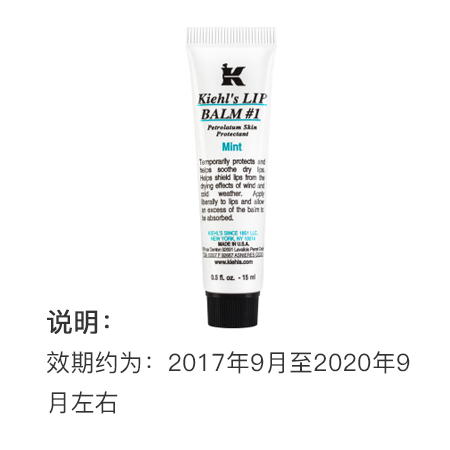 Kiehl's LIP
BALM #1
Petrolatum Skin
Protectant
Mint
Temporarily protects and
helps soothe dry lips.
Helps shield lips from the
drying effects of wind and
cold weather. Apply
liberally to lips and allow
an excess of the balm to
be absorbed.
KIEHL'S SINCE 1851 LLC.
NEW YORK, NY 10014
MADE IN U.S.A.
www.kiehls.com
0.5 fl. oz. - 15 ml
说明：
效期约为：2017年9月至2020年9
月左右